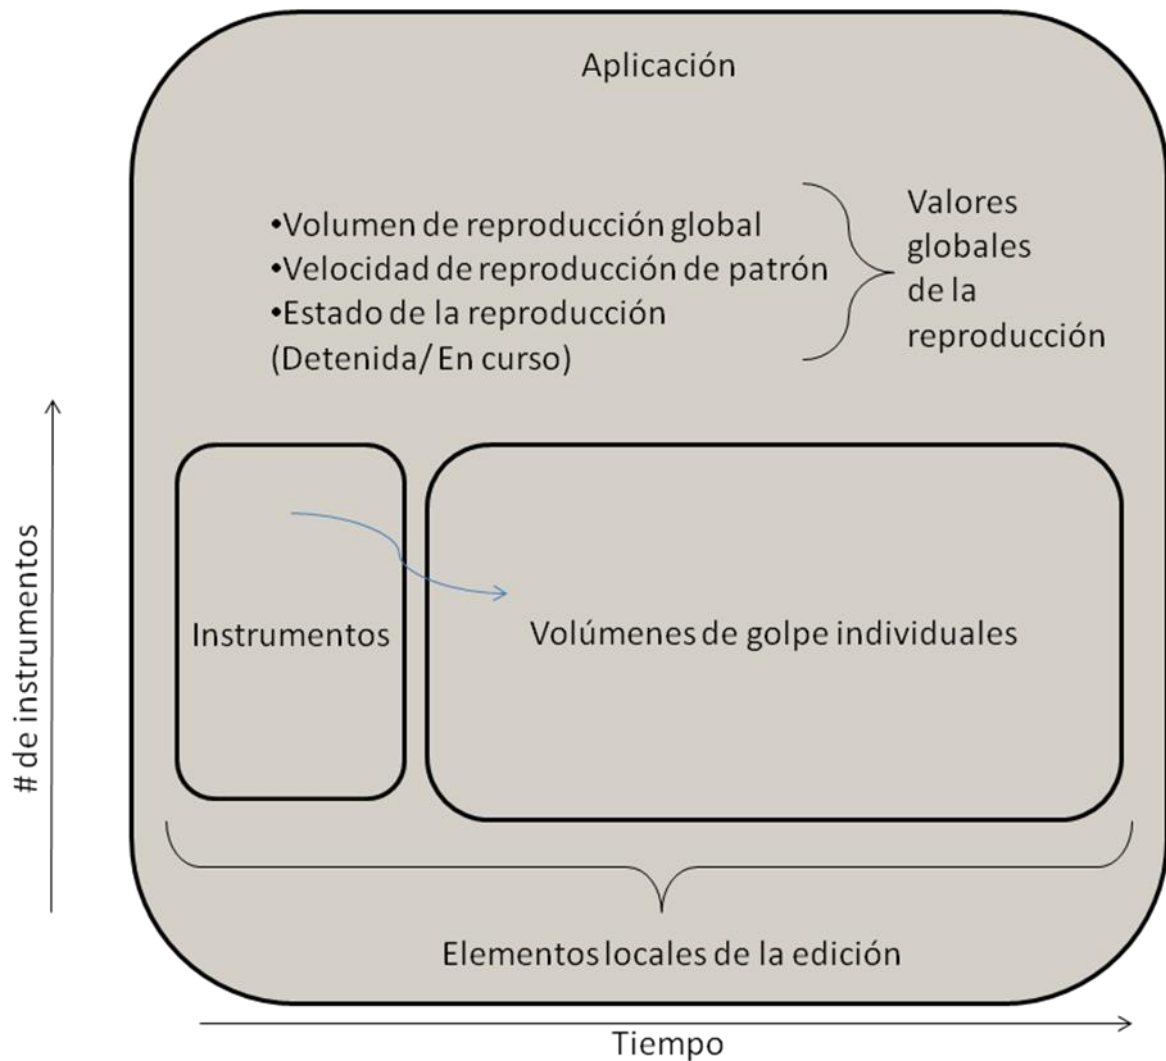 Aplicación
•Volumen de reproducción global
•Velocidad de reproducción de patrón
•Estado de la reproducción
(Detenida/ En curso)
Valores
globales
de la
reproducción
# de instrumentos
Instrumentos
Volúmenes de golpe individuales
Elementos locales de la edición
Tiempo